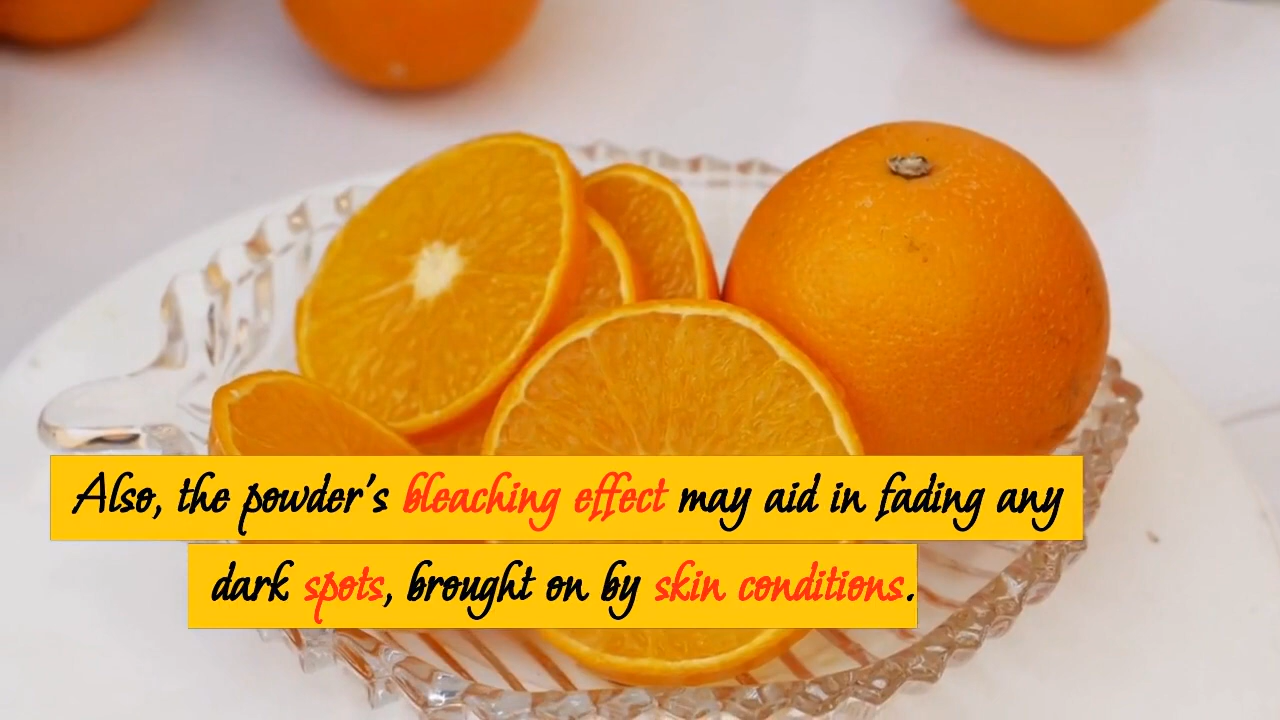 Also, the powder's bleaching effect may aid in fading any
dark spots, brought on by skin conditions.